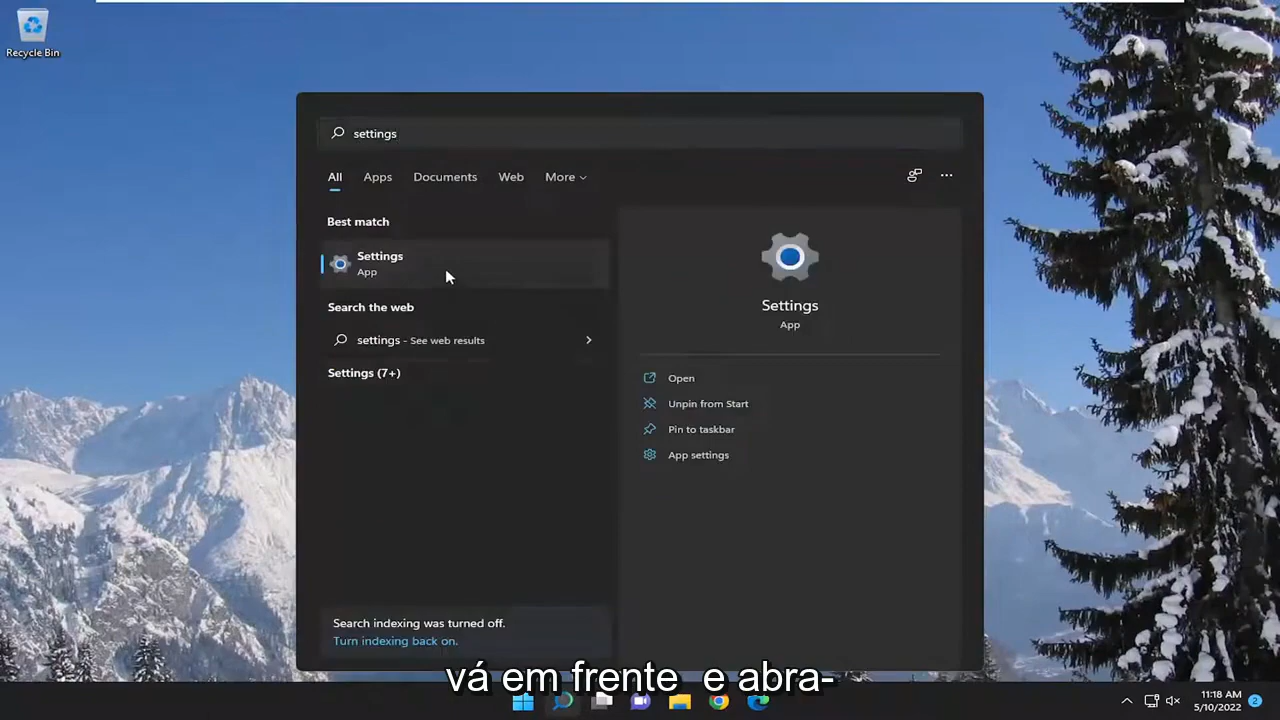 Recycle Bin
settings
All Apps Documents Web More
Best match
Settings
App
Search the web
settings - See web results
Settings (7+)
Settings
App
Open
Unpin from Start
Pin to taskbar
App settings
Search indexing was turned off.
Turn indexing back on.
vá em frente e abra-
11:18 AM
5/10/2022
2